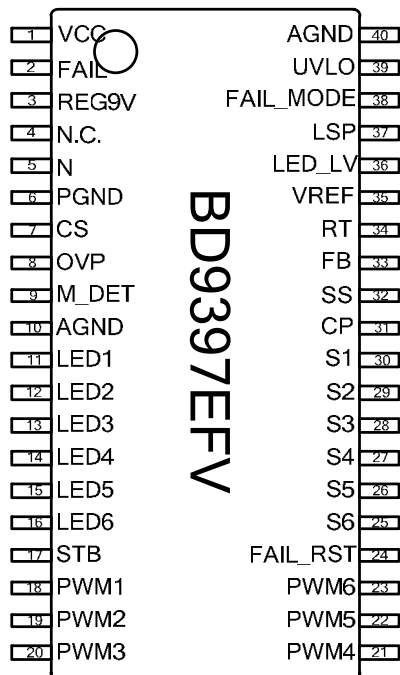 1 VCC AGND 40
2 FAIL UVLO 39
3 REG9V FAIL_MODE 38
4 N.C. LSP 37
5 N LED_LV 36
6 PGND VREF 35
7 CS RT 34
8 OVP FB 33
9 M_DET SS 32
10 AGND CP 31
11 LED1 S1 30
12 LED2 S2 29
13 LED3 S3 28
14 LED4 S4 27
15 LED5 S5 26
16 LED6 S6 25
17 STB FAIL_RST 24
18 PWM1 PWM6 23
19 PWM2 PWM5 22
20 PWM3 PWM4 21
BD9397EFV